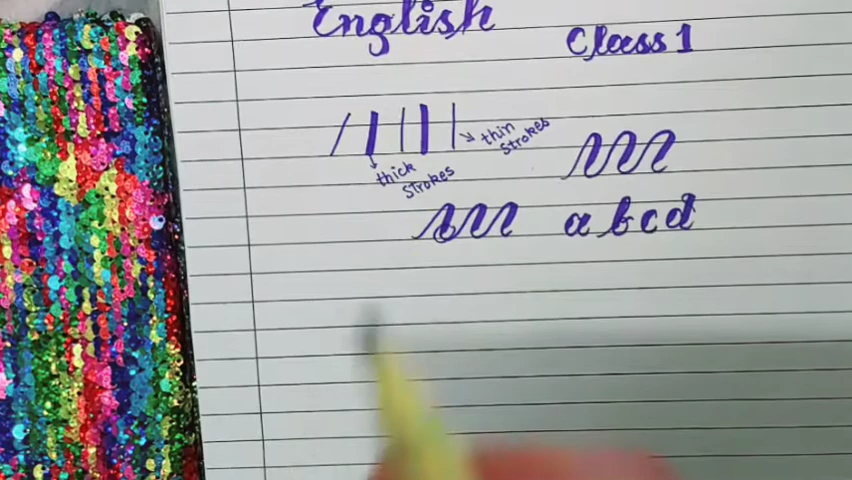 English
Class 1
thin
strokes
thick
strokes
a b c d